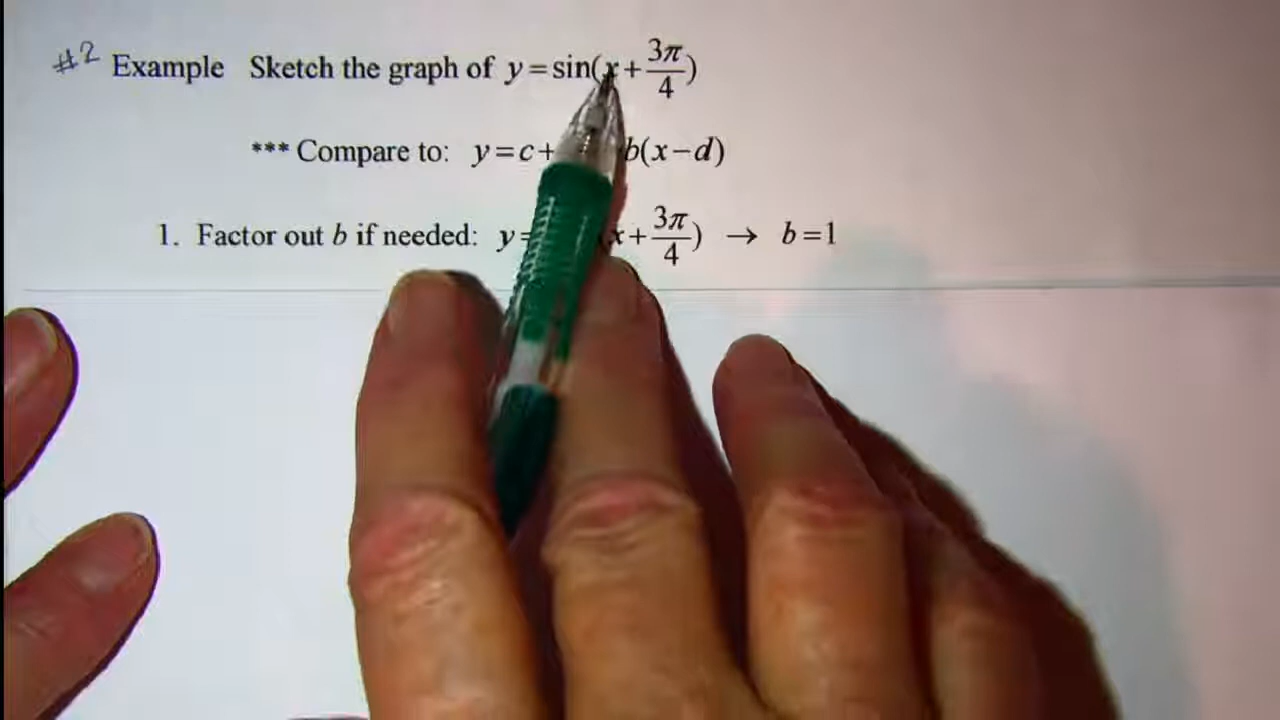 #2 Example Sketch the graph of y=sin(x+3π/4)
*** Compare to: y=c+ b(x-d)
1. Factor out b if needed: y= (x+3π/4) → b=1